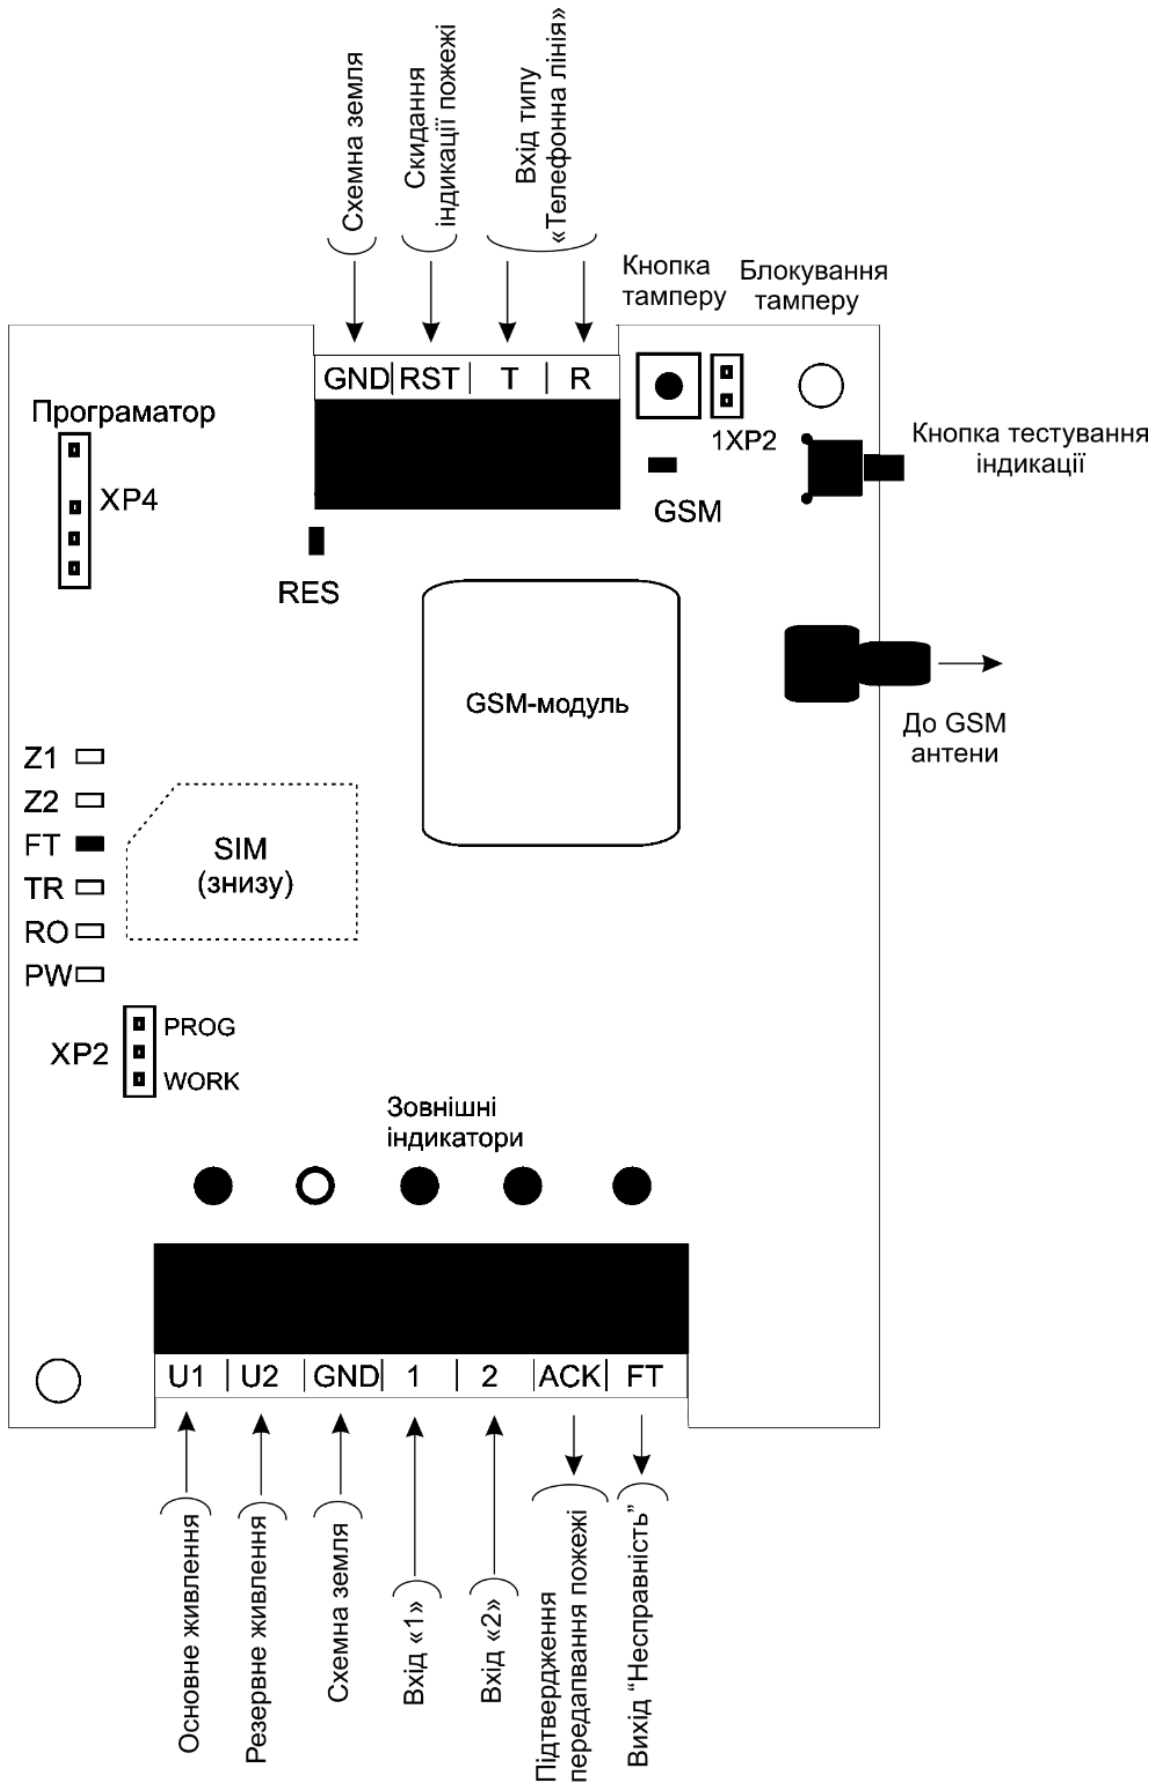 Схемна земля
Скидання
індикації пожежі
Вхід типу
«Телефонна лінія»
Кнопка
тамперу
Блокування
тамперу
GND RST T R
Програматор
XP4
1XP2
GSM
Кнопка тестування
індикації
RES
GSM-модуль
До GSM
антени
Z1
Z2
FT
TR
RO
PW
SIM
(знизу)
XP2
PROG
WORK
Зовнішні
індикатори
U1 U2 GND 1 2 ACK FT
Основне живлення
Резервне живлення
Схемна земля
Вхід «1»
Вхід «2»
Підтвердження
передапвання пожежі
Вихід “Несправність”